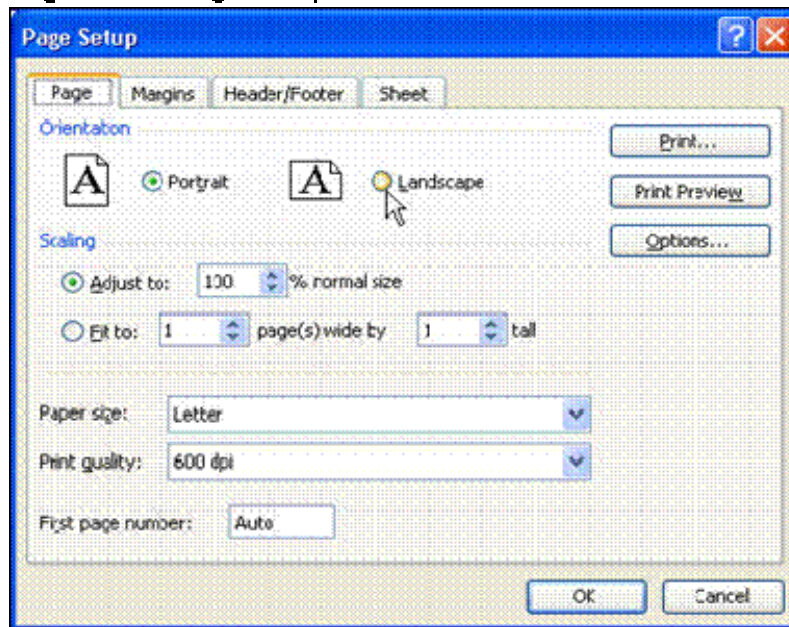 Page Setup
Page Margins Header/Footer Sheet
Orientation
Print...
A Portrait A Landscape
Print Preview
Scaling
Options...
Adjust to: 100 % normal size
Fit to: 1 page(s) wide by 1 tall
Paper size: Letter
Print quality: 600 dpi
First page number: Auto
OK Cancel